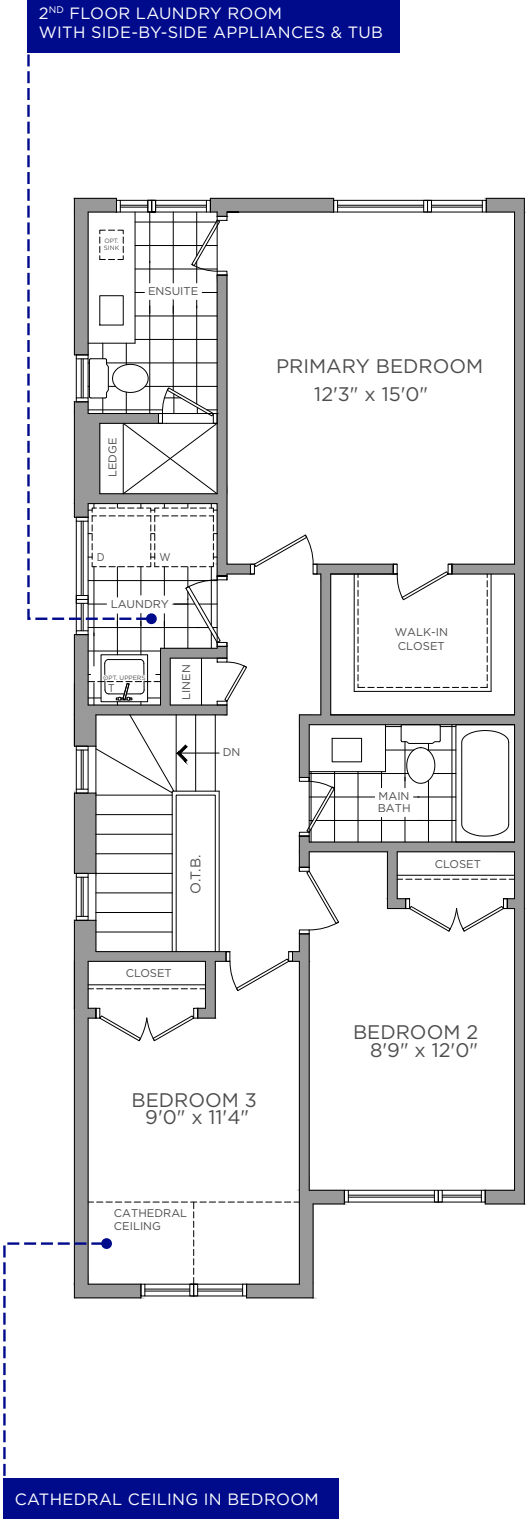 2ND FLOOR LAUNDRY ROOM
WITH SIDE-BY-SIDE APPLIANCES & TUB
OPT.
SINK
ENSUITE
PRIMARY BEDROOM
12'3" x 15'0"
LEDGE
D
W
LAUNDRY
OPT. UPPERS
T
LINEN
WALK-IN
CLOSET
DN
MAIN
BATH
O.T.B.
CLOSET
CLOSET
BEDROOM 2
8'9" x 12'0"
BEDROOM 3
9'0" x 11'4"
CATHEDRAL
CEILING
CATHEDRAL CEILING IN BEDROOM